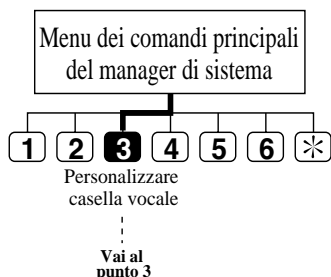 Menu dei comandi principali
del manager di sistema
1 2 3 4 5 6 *
Personalizzare
casella vocale
Vai al
punto 3